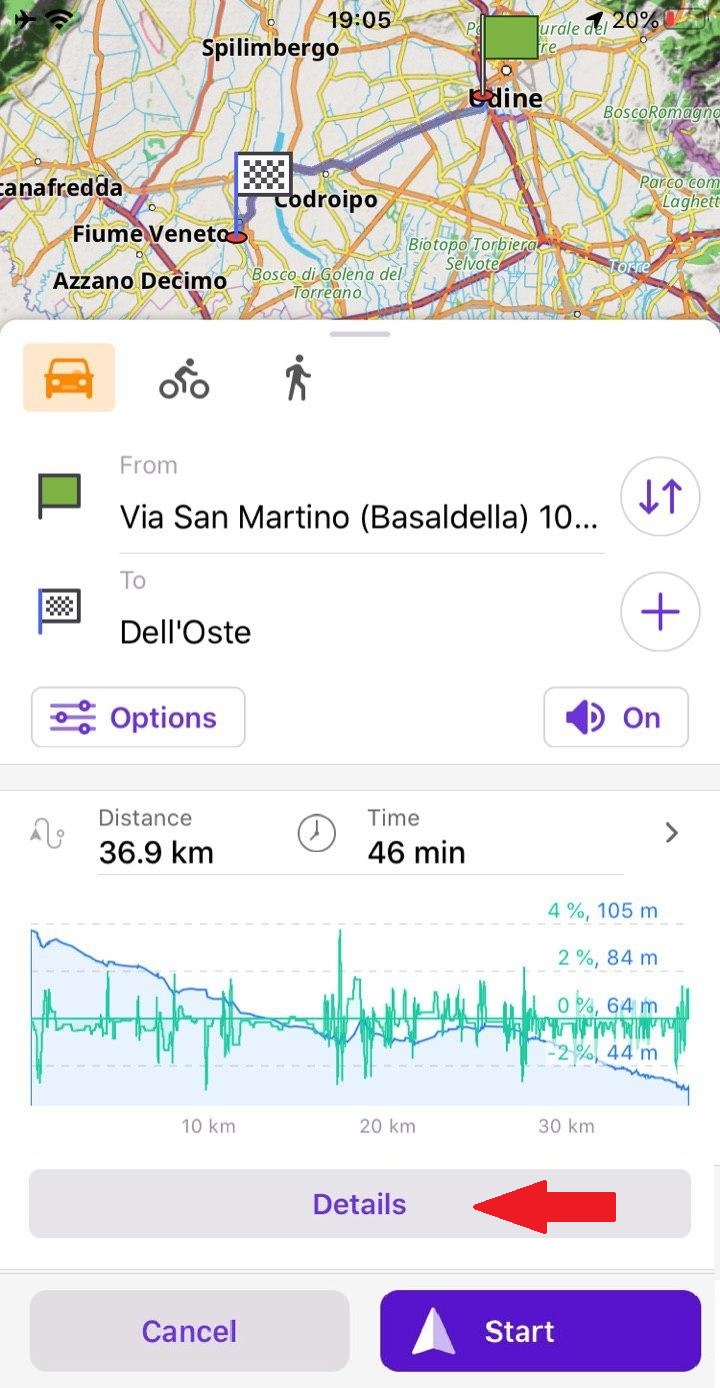 19:05
20%
Spilimbergo
Udine
BoscoRomagno
Parco com
Laghett
Codroipo
Fiume Veneto
Azzano Decimo
Biotopo Torbiera
Selvote
Torre
Bosco di Golena del
Torreano
From
Via San Martino (Basaldella) 10...
To
Dell'Oste
Options
On
Distance
36.9 km
Time
46 min
4 %, 105 m
2 %, 84 m
0 %, 64 m
-2 %, 44 m
10 km
20 km
30 km
Details
Cancel
Start